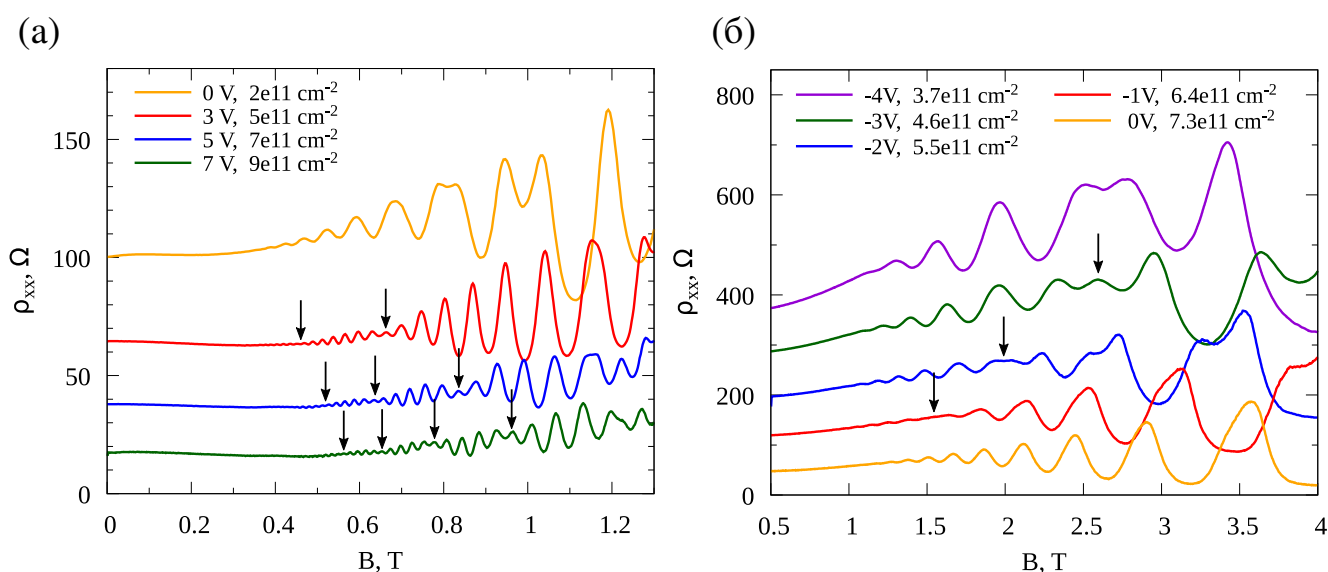 (а)
0 V, 2e11 cm⁻²
3 V, 5e11 cm⁻²
5 V, 7e11 cm⁻²
7 V, 9e11 cm⁻²
150
100
50
0
ρxx, Ω
0 0.2 0.4 0.6 0.8 1 1.2
B, T
(б)
-4V, 3.7e11 cm⁻²
-3V, 4.6e11 cm⁻²
-2V, 5.5e11 cm⁻²
-1V, 6.4e11 cm⁻²
0V, 7.3e11 cm⁻²
800
600
400
200
0
ρxx, Ω
0.5 1 1.5 2 2.5 3 3.5 4
B, T